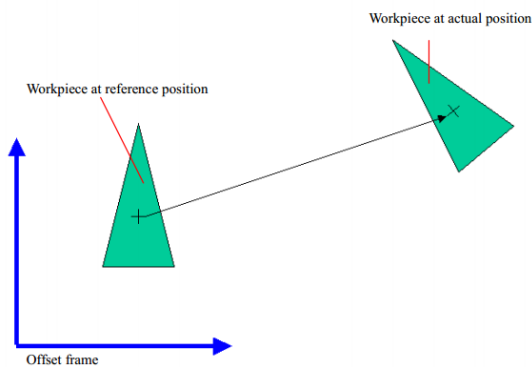 Workpiece at actual position
Workpiece at reference position
Offset frame